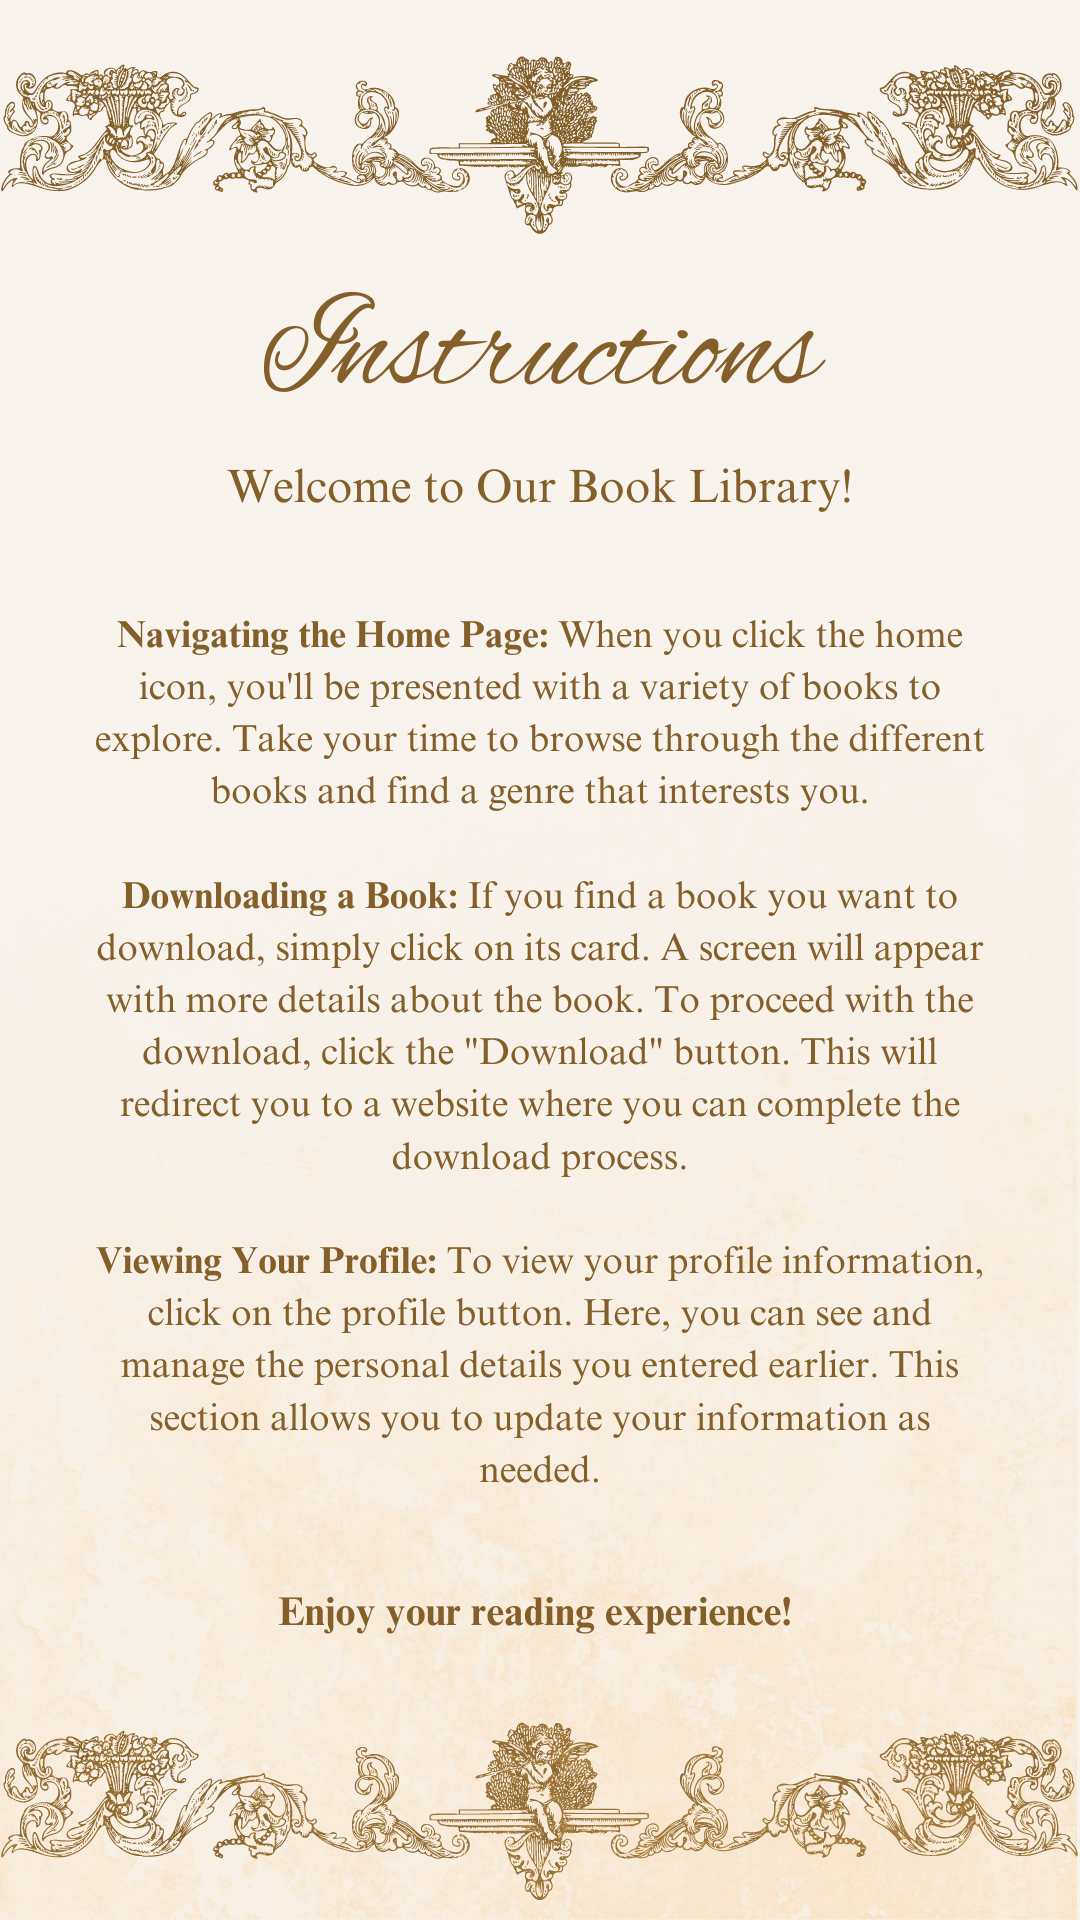 Instructions
Welcome to Our Book Library!
Navigating the Home Page: When you click the home
icon, you'll be presented with a variety of books to
explore. Take your time to browse through the different
books and find a genre that interests you.
Downloading a Book: If you find a book you want to
download, simply click on its card. A screen will appear
with more details about the book. To proceed with the
download, click the "Download" button. This will
redirect you to a website where you can complete the
download process.
Viewing Your Profile: To view your profile information,
click on the profile button. Here, you can see and
manage the personal details you entered earlier. This
section allows you to update your information as
needed.
Enjoy your reading experience!